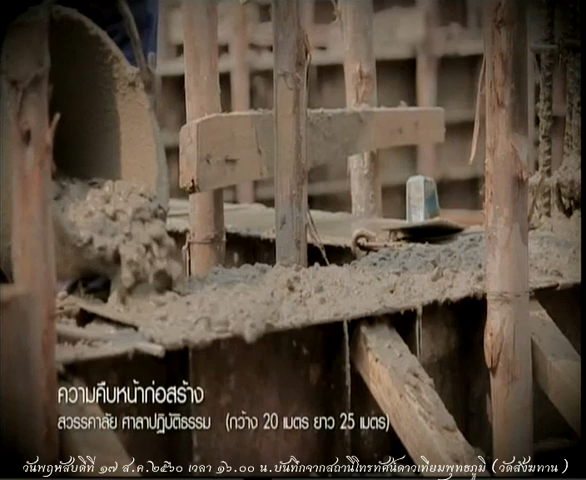 ความคืบหน้าก่อสร้าง
สวรรคาลัย ศาลาปฏิบัติธรรม (กว้าง 20 เมตร ยาว 25 เมตร)
วันพฤหัสบดีที่ ๑๗ ส.ค.๒๕๖๐ เวลา ๑๖.๐๐ น.บันทึกจากสถานีโทรทัศน์ดาวเทียมพุทธภูมิ (วัดสังฆทาน)